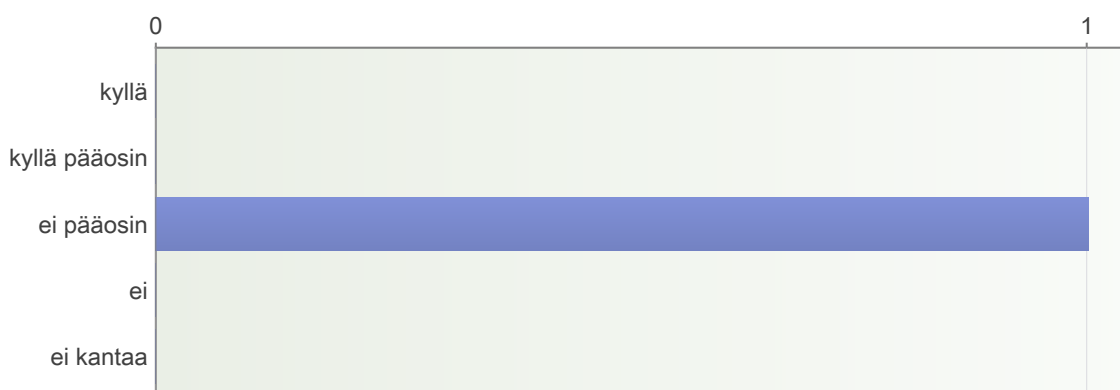 0 1
kyllä
kyllä pääosin
ei pääosin
ei
ei kantaa